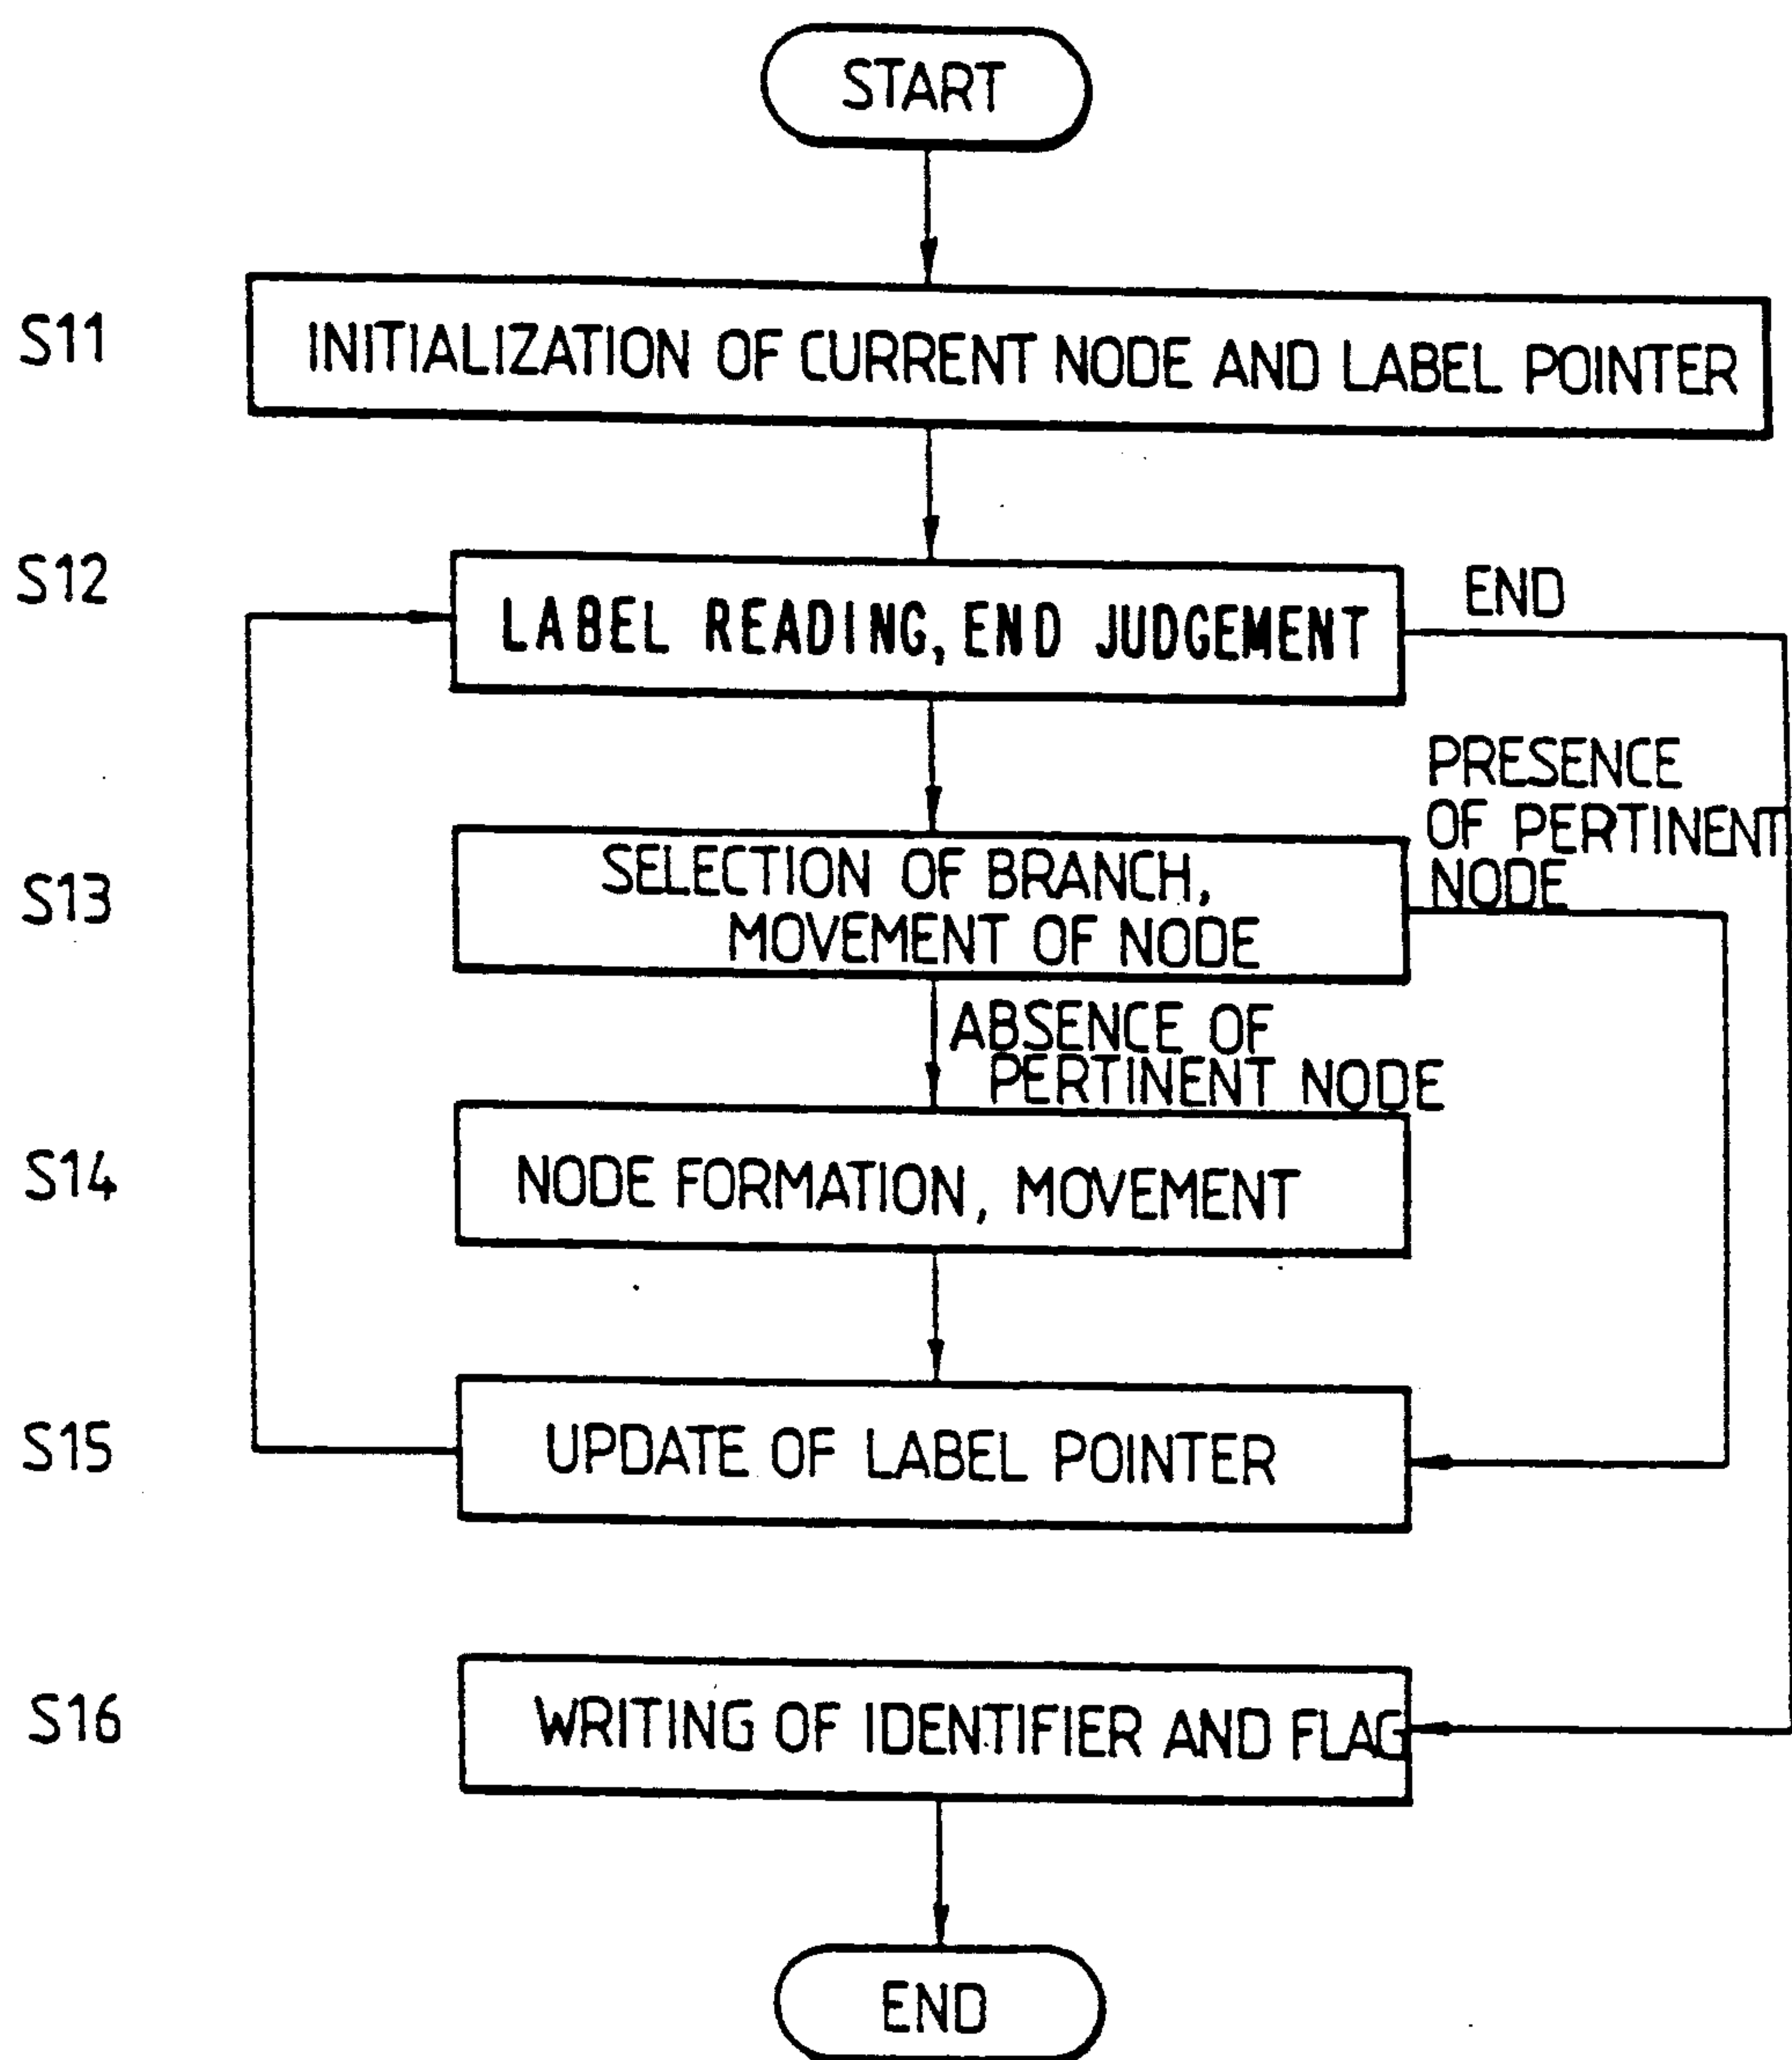 START
S11
INITIALIZATION OF CURRENT NODE AND LABEL POINTER
S12
LABEL READING, END JUDGEMENT
END
PRESENCE
OF PERTINENT
NODE
S13
SELECTION OF BRANCH,
MOVEMENT OF NODE
ABSENCE OF
PERTINENT NODE
S14
NODE FORMATION, MOVEMENT
S15
UPDATE OF LABEL POINTER
S16
WRITING OF IDENTIFIER AND FLAG
END